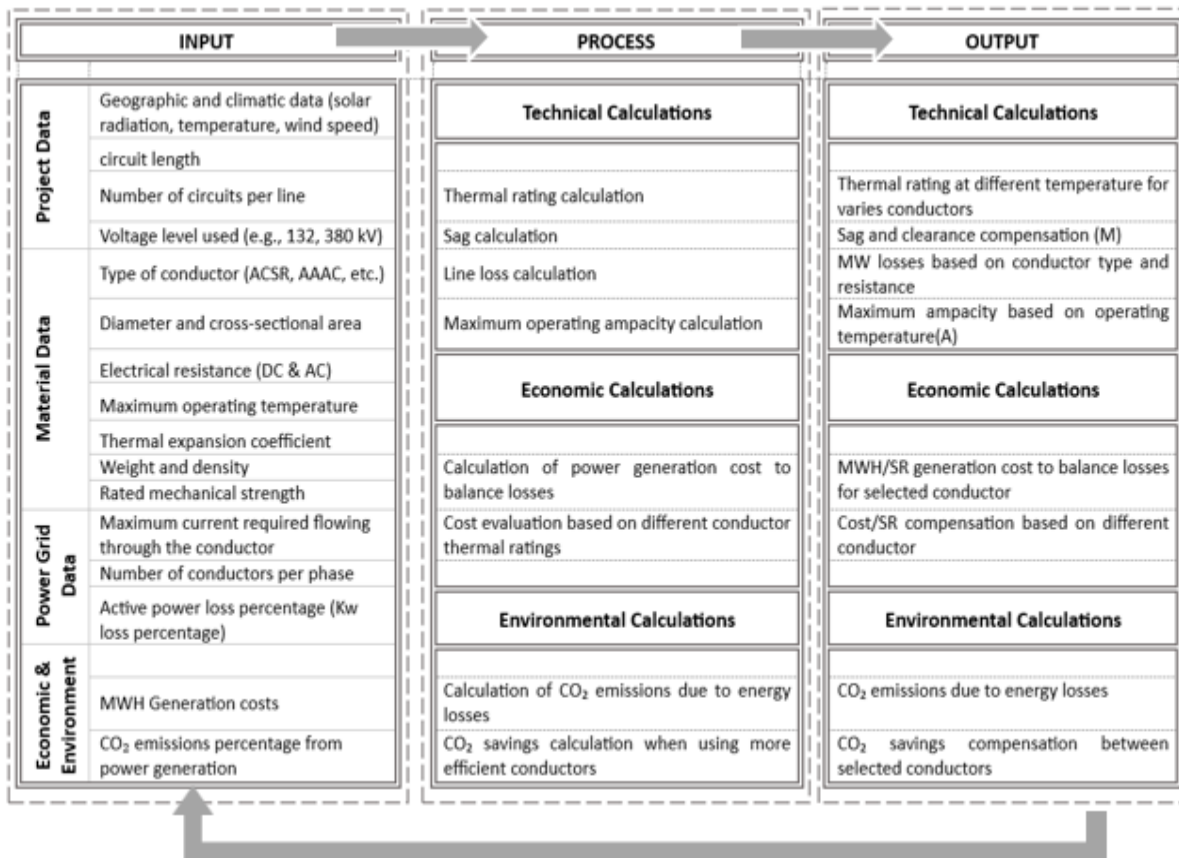 INPUT
PROCESS
OUTPUT
Project Data
Geographic and climatic data (solar
radiation, temperature, wind speed)
circuit length
Number of circuits per line
Voltage level used (e.g., 132, 380 kV)
Material Data
Type of conductor (ACSR, AAAC, etc.)
Diameter and cross-sectional area
Electrical resistance (DC & AC)
Maximum operating temperature
Thermal expansion coefficient
Weight and density
Rated mechanical strength
Power Grid
Data
Maximum current required flowing
through the conductor
Number of conductors per phase
Active power loss percentage (Kw
loss percentage)
Economic &
Environment
MWH Generation costs
CO₂ emissions percentage from
power generation
Technical Calculations
Thermal rating calculation
Sag calculation
Line loss calculation
Maximum operating ampacity calculation
Economic Calculations
Calculation of power generation cost to
balance losses
Cost evaluation based on different conductor
thermal ratings
Environmental Calculations
Calculation of CO₂ emissions due to energy
losses
CO₂ savings calculation when using more
efficient conductors
Technical Calculations
Thermal rating at different temperature for
varies conductors
Sag and clearance compensation (M)
MW losses based on conductor type and
resistance
Maximum ampacity based on operating
temperature(A)
Economic Calculations
MWH/SR generation cost to balance losses
for selected conductor
Cost/SR compensation based on different
conductor
Environmental Calculations
CO₂ emissions due to energy losses
CO₂ savings compensation between
selected conductors